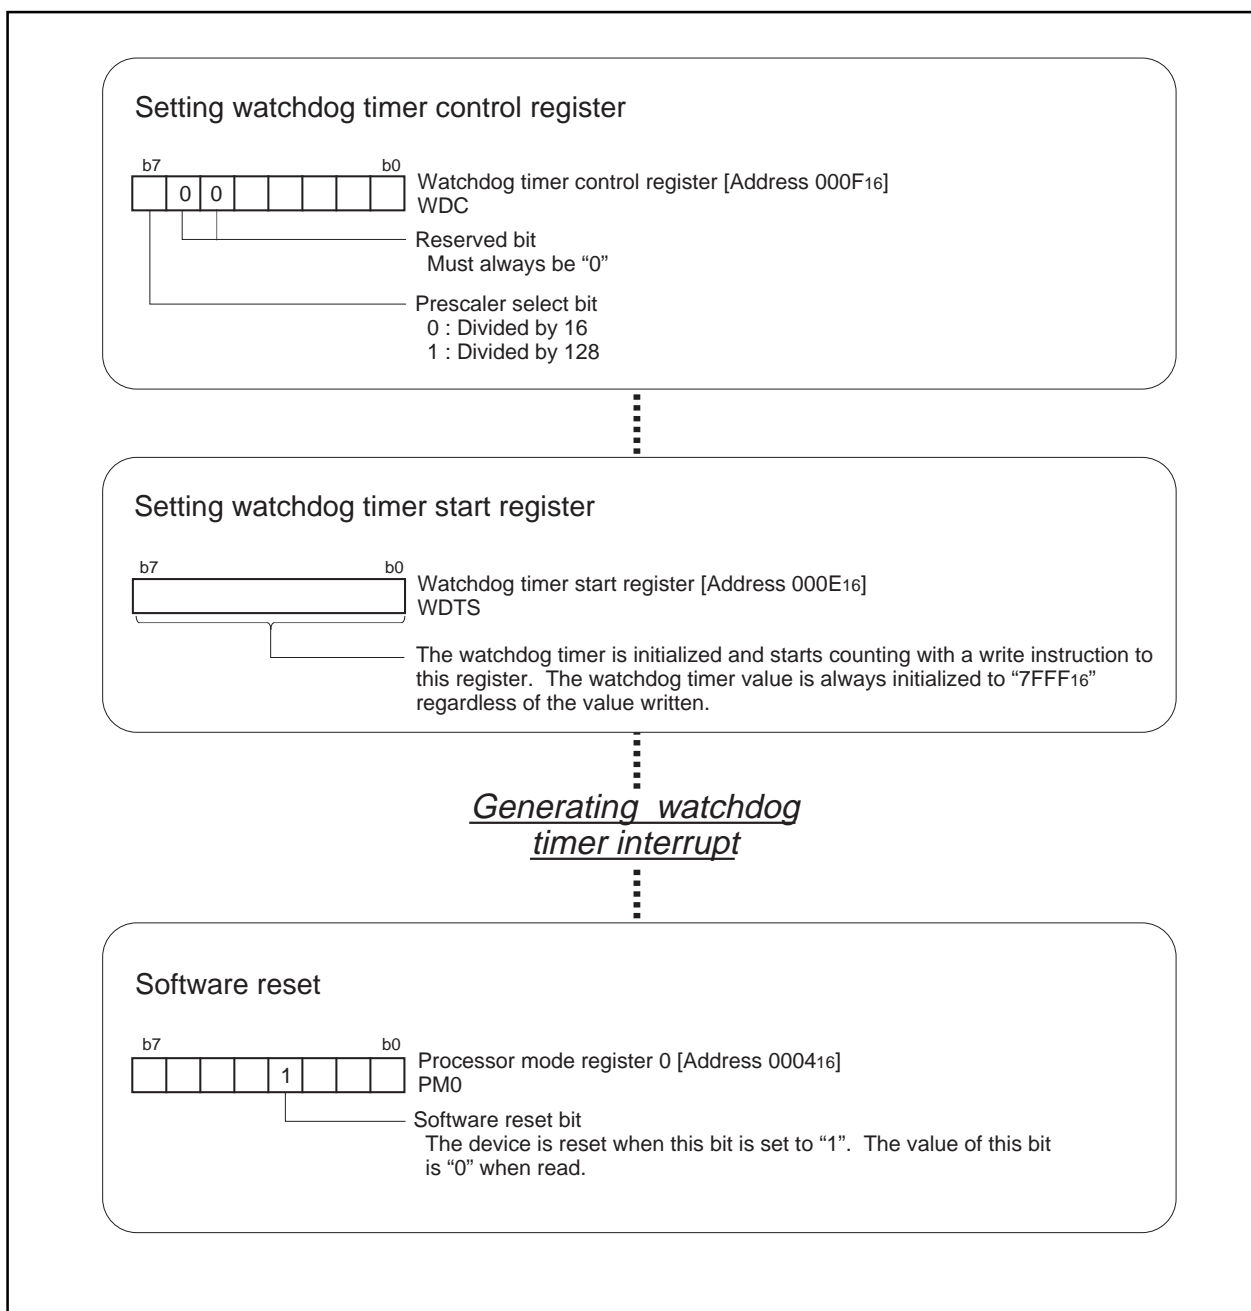 Setting watchdog timer control register
b7 b0
0 0
Watchdog timer control register [Address 000F16]
WDC
Reserved bit
Must always be “0”
Prescaler select bit
0 : Divided by 16
1 : Divided by 128
Setting watchdog timer start register
b7 b0
Watchdog timer start register [Address 000E16]
WDTS
The watchdog timer is initialized and starts counting with a write instruction to
this register.  The watchdog timer value is always initialized to “7FFF16”
regardless of the value written.
Generating  watchdog
timer interrupt
Software reset
b7 b0
1
Processor mode register 0 [Address 000416]
PM0
Software reset bit
The device is reset when this bit is set to “1”.  The value of this bit
is “0” when read.